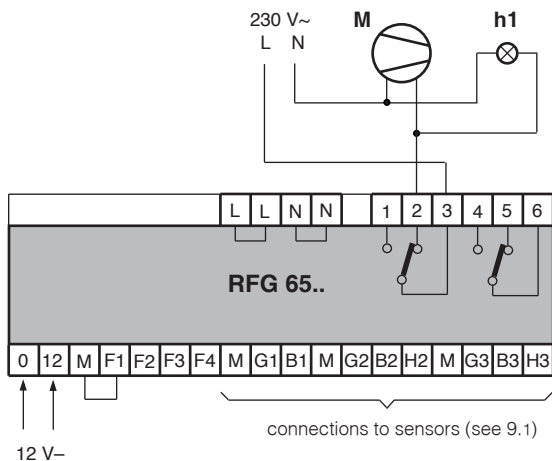 230 V~ M h1
L N
L L N N 1 2 3 4 5 6
RFG 65..
0 12 M F1 F2 F3 F4 M G1 B1 M G2 B2 H2 M G3 B3 H3
connections to sensors (see 9.1)
12 V–